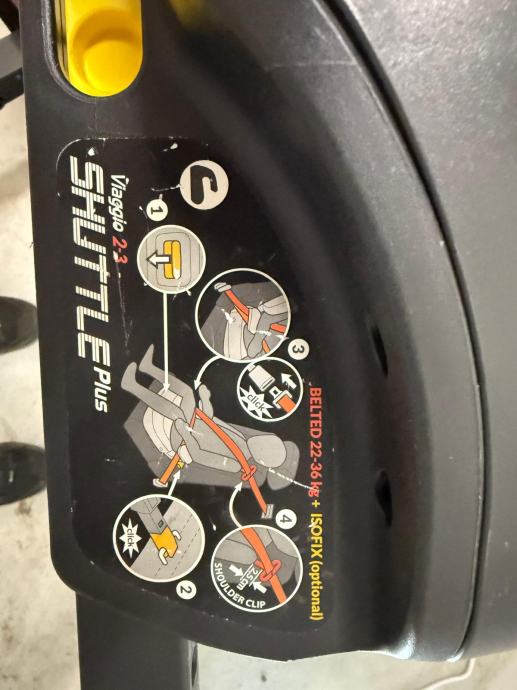 Viaggio 2-3
SHUTTLE Plus
1
BELTED 22-36 kg + ISOFIX (optional)
3
click
click
2
4
25cm
SHOULDER CLIP